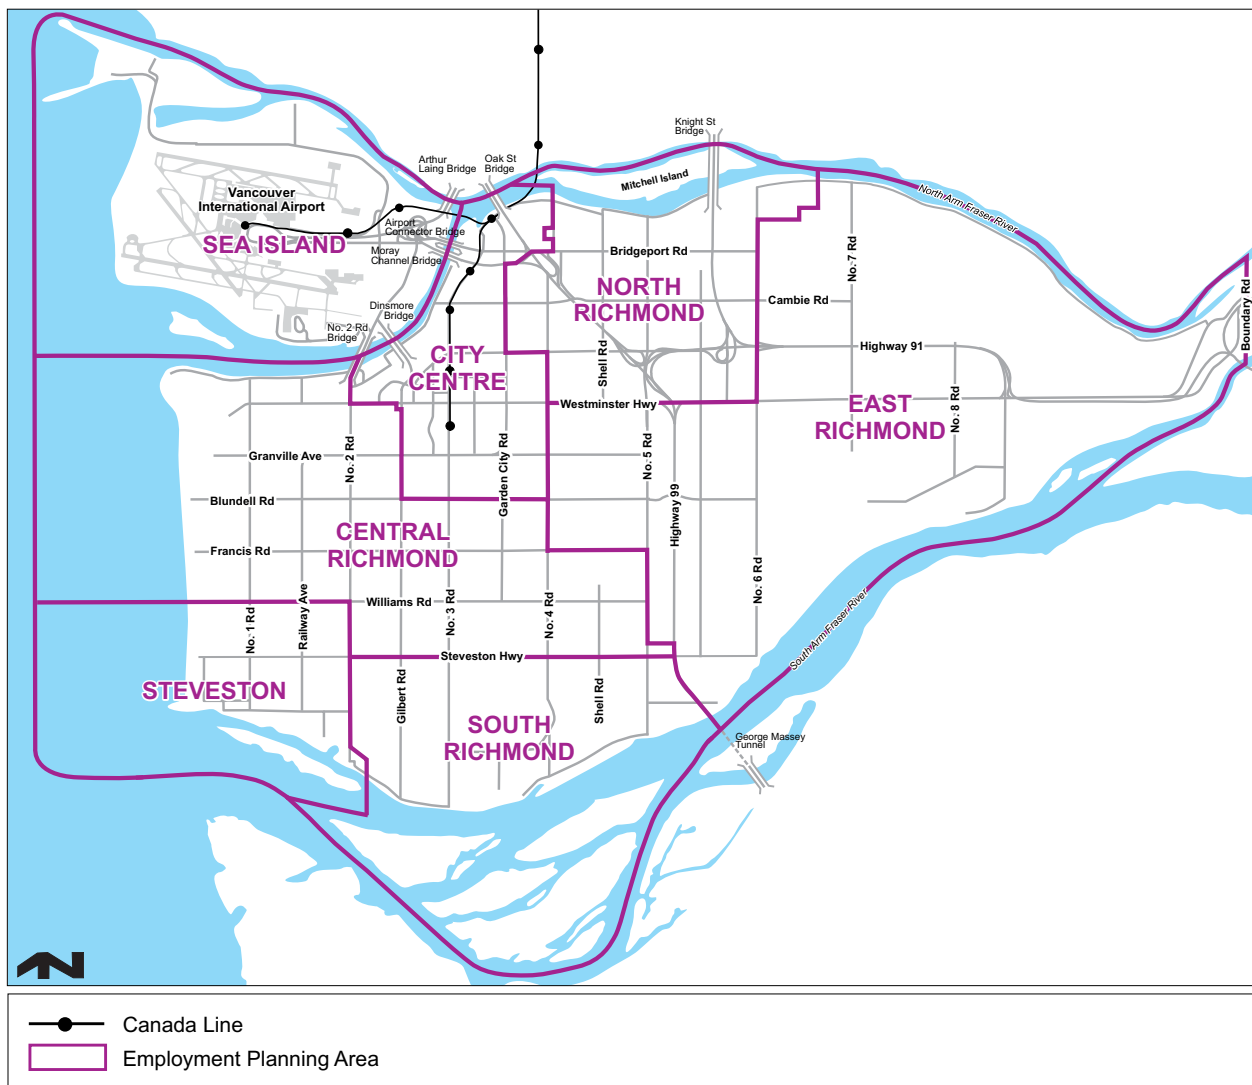 Knight St
Bridge
Arthur
Laing Bridge
Oak St
Bridge
Mitchell Island
Vancouver
International Airport
North Arm Fraser River
Airport
Connector Bridge
SEA ISLAND
Moray
Channel Bridge
Bridgeport Rd
No. 7 Rd
NORTH
RICHMOND
Cambie Rd
Boundary Rd
Dinsmore
Bridge
No. 2 Rd
Bridge
CITY
CENTRE
Shell Rd
Highway 91
Westminster Hwy
EAST
RICHMOND
No. 8 Rd
Granville Ave
No. 2 Rd
Garden City Rd
No. 5 Rd
Blundell Rd
Highway 99
CENTRAL
RICHMOND
Francis Rd
No. 6 Rd
Williams Rd
No. 1 Rd
Railway Ave
No. 3 Rd
No. 4 Rd
South Arm Fraser River
Steveston Hwy
STEVESTON
Gilbert Rd
Shell Rd
SOUTH
RICHMOND
George Massey
Tunnel
N
Canada Line
Employment Planning Area